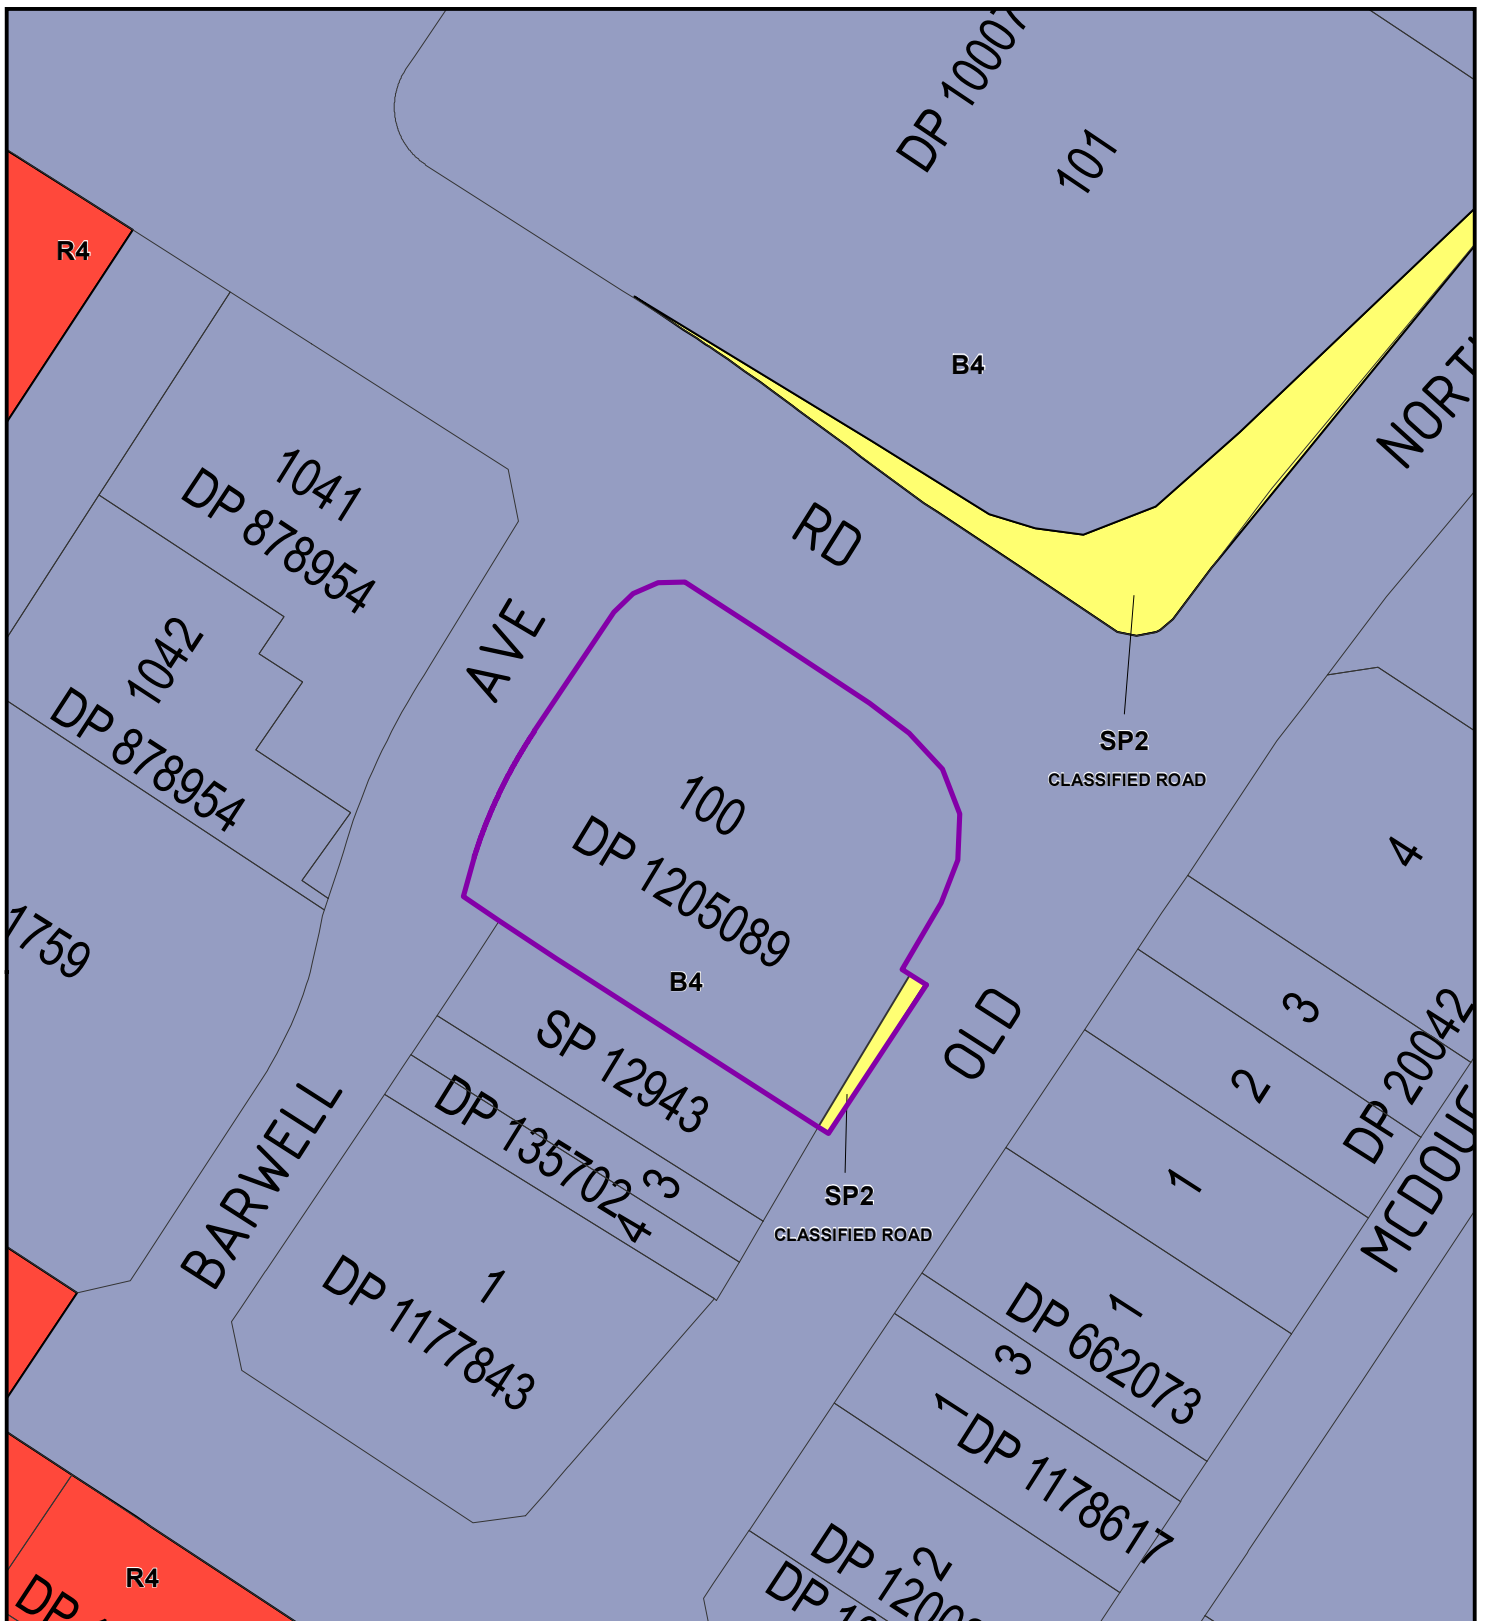 DP 10007
101
R4
B4
NORT
1041
DP 878954
RD
1042
DP 878954
AVE
SP2
CLASSIFIED ROAD
100
DP 1205089
B4
4
1759
3
OLD
DP 20042
SP 12943
2
DP 135702
3
4
1
MCDOUG
BARWELL
SP2
CLASSIFIED ROAD
1
DP 1177843
1
DP 662073
3
1
DP 1178617
2
DP 1200
R4
DP 1
DP 10